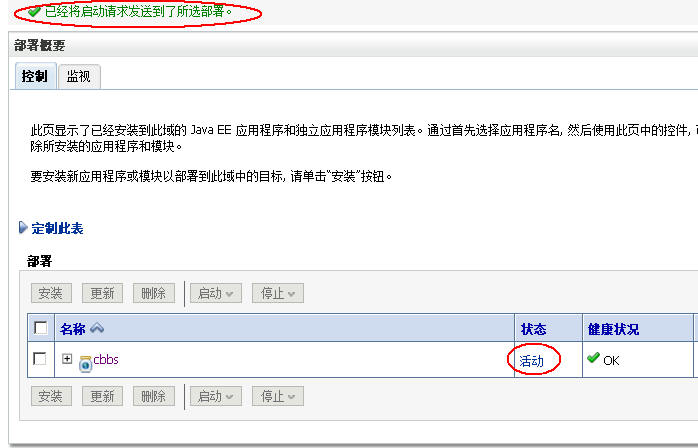 已经将启动请求发送到了所选部署。
部署概要
控制 监视
此页显示了已经安装到此域的 Java EE 应用程序和独立应用程序模块列表。通过首先选择应用程序名, 然后使用此页中的控件,
除所安装的应用程序和模块。
要安装新应用程序或模块以部署到此域中的目标, 请单击“安装”按钮。
定制此表
部署
安装 更新 删除 启动 停止
名称 状态 健康状况
cbbs 活动 OK
安装 更新 删除 启动 停止